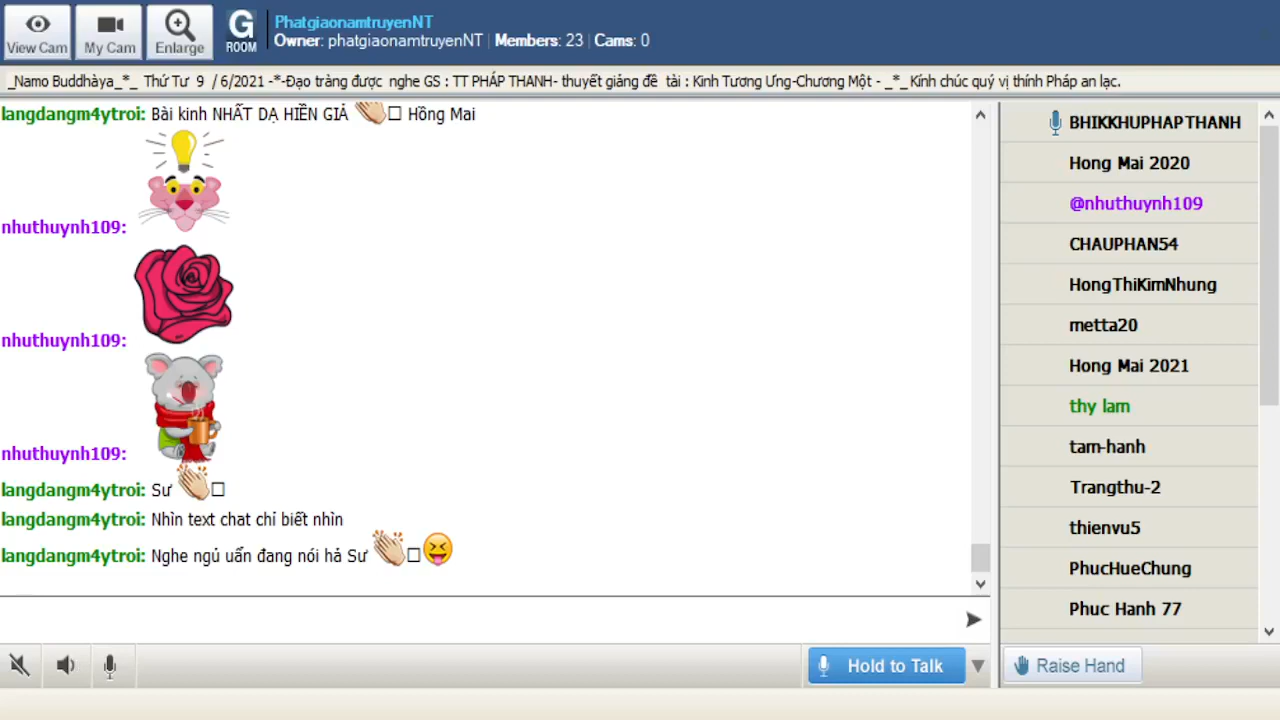 View Cam
My Cam
Enlarge
G
ROOM
PhatgiaonamtruyenNT
Owner: phatgiaonamtruyenNT | Members: 23 | Cams: 0
_Namo Buddhàya_*_ Thứ Tư 9 / 6/2021 -*-Đạo tràng được nghe GS : TT PHÁP THANH- thuyết giảng đề tài : Kinh Tương Ưng-Chương Một - _*_ Kính chúc quý vị thính Pháp an lạc.
langdangm4ytroi: Bài kinh NHẤT DẠ HIỀN GIẢ 👏□ Hồng Mai
nhuthuynh109:
nhuthuynh109:
nhuthuynh109:
langdangm4ytroi: Sư 👏□
langdangm4ytroi: Nhìn text chat chỉ biết nhìn
langdangm4ytroi: Nghe ngủ uẩn đang nói hả Sư 👏□😝
Hold to Talk
BHIKKHUPHAPTHANH
Hong Mai 2020
@nhuthuynh109
CHAUPHAN54
HongThiKimNhung
metta20
Hong Mai 2021
thy lam
tam-hanh
Trangthu-2
thienvu5
PhucHueChung
Phuc Hanh 77
Raise Hand